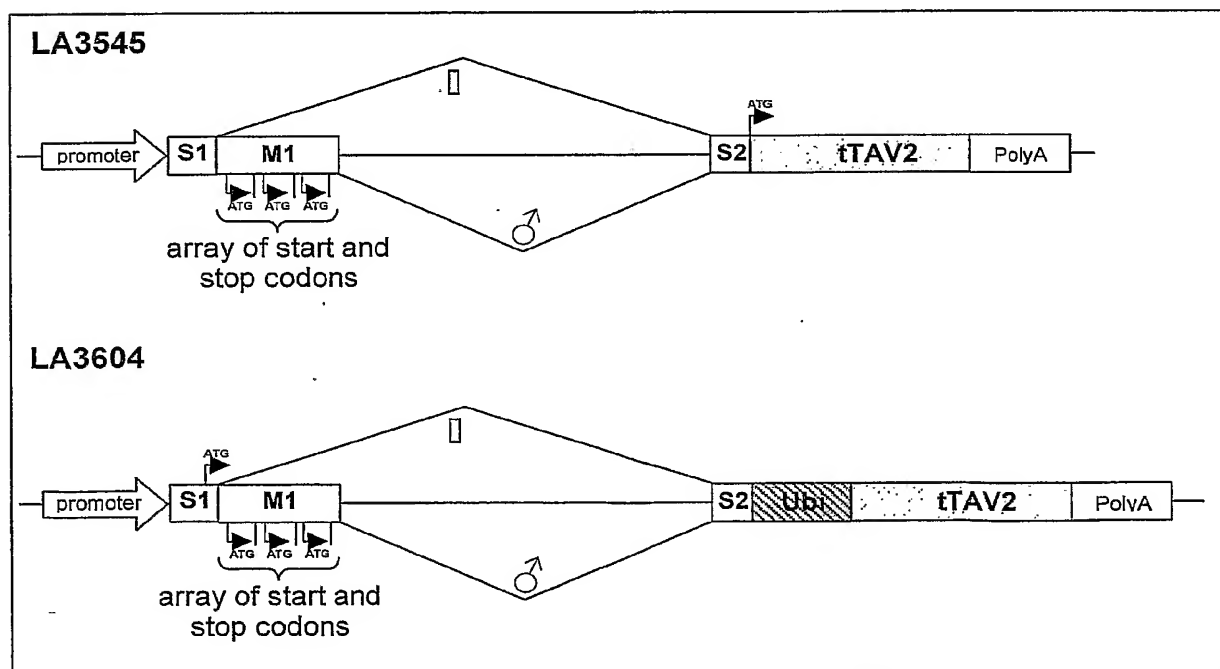 LA3545
ATG
promoter S1 M1 S2 tTAV2 PolyA
ATG ATG ATG
array of start and
stop codons
LA3604
ATG
promoter S1 M1 S2 Ubi tTAV2 PolyA
ATG ATG ATG
array of start and
stop codons